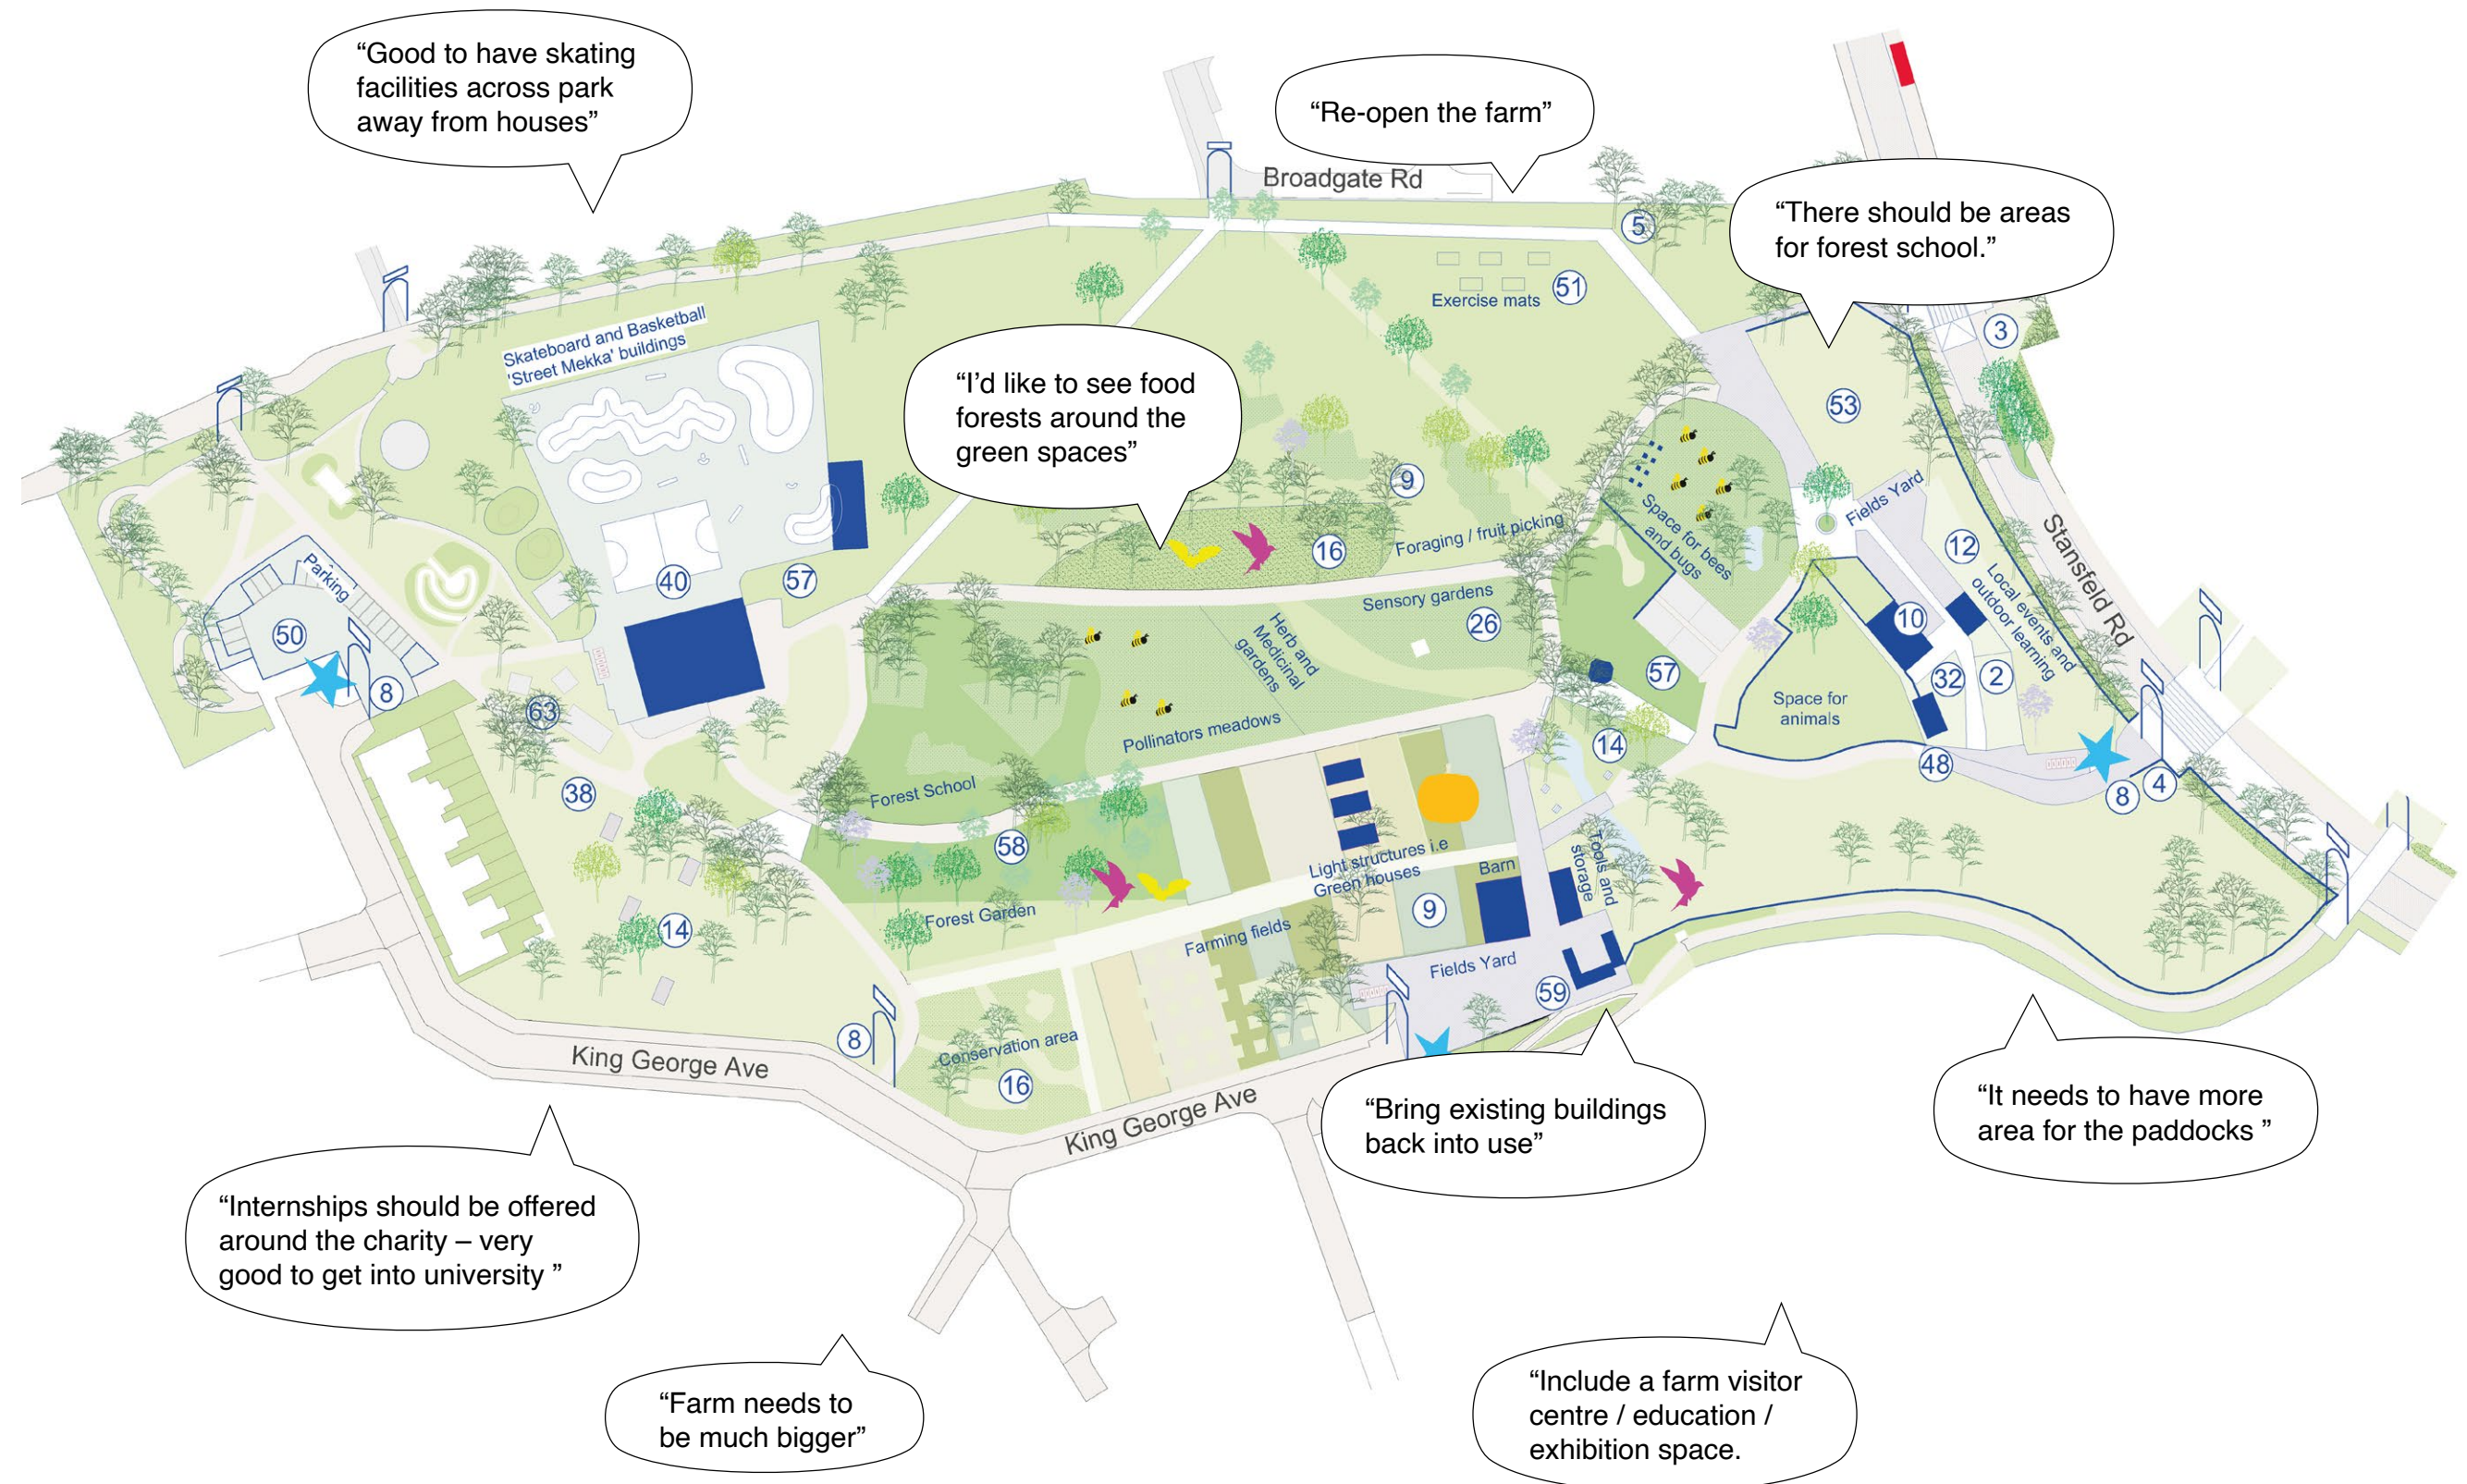 “Good to have skating
facilities across park
away from houses”
“Re-open the farm”
Broadgate Rd
“There should be areas
for forest school.”
5
3
Exercise mats
51
Skateboard and Basketball
'Street Mekka' buildings
“I’d like to see food
forests around the
green spaces”
53
9
Fields Yard
Space for bees
and bugs
Foraging / fruit picking
16
12
Stansfeld Rd
Local events and
outdoor learning
Parking
50
8
40
57
Sensory gardens
26
Herb and
Medicinal
gardens
10
57
32
2
Space for
animals
63
Pollinators meadows
14
48
8
4
38
Forest School
58
Light structures i.e
Green houses
Barn
Tools and
storage
9
Forest Garden
14
Farming fields
Fields Yard
59
8
Conservation area
16
King George Ave
King George Ave
“Bring existing buildings
back into use”
“It needs to have more
area for the paddocks ”
“Internships should be offered
around the charity – very
good to get into university ”
“Farm needs to
be much bigger”
“Include a farm visitor
centre / education /
exhibition space.